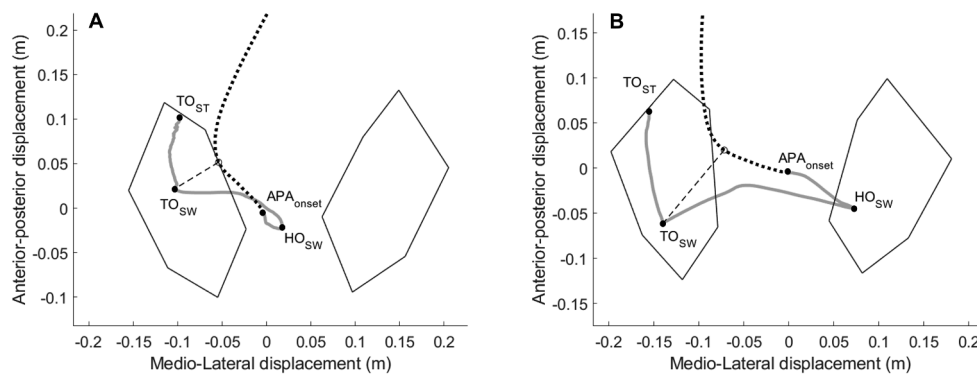 A
Anterior-posterior displacement (m)
0.2
0.15
0.1
0.05
0
-0.05
-0.1
TO_ST
TO_SW
APA_onset
HO_SW
-0.2 -0.15 -0.1 -0.05 0 0.05 0.1 0.15 0.2
Medio-Lateral displacement (m)
B
Anterior-posterior displacement (m)
0.15
0.1
0.05
0
-0.05
-0.1
-0.15
TO_ST
APA_onset
HO_SW
TO_SW
-0.2 -0.15 -0.1 -0.05 0 0.05 0.1 0.15 0.2
Medio-Lateral displacement (m)